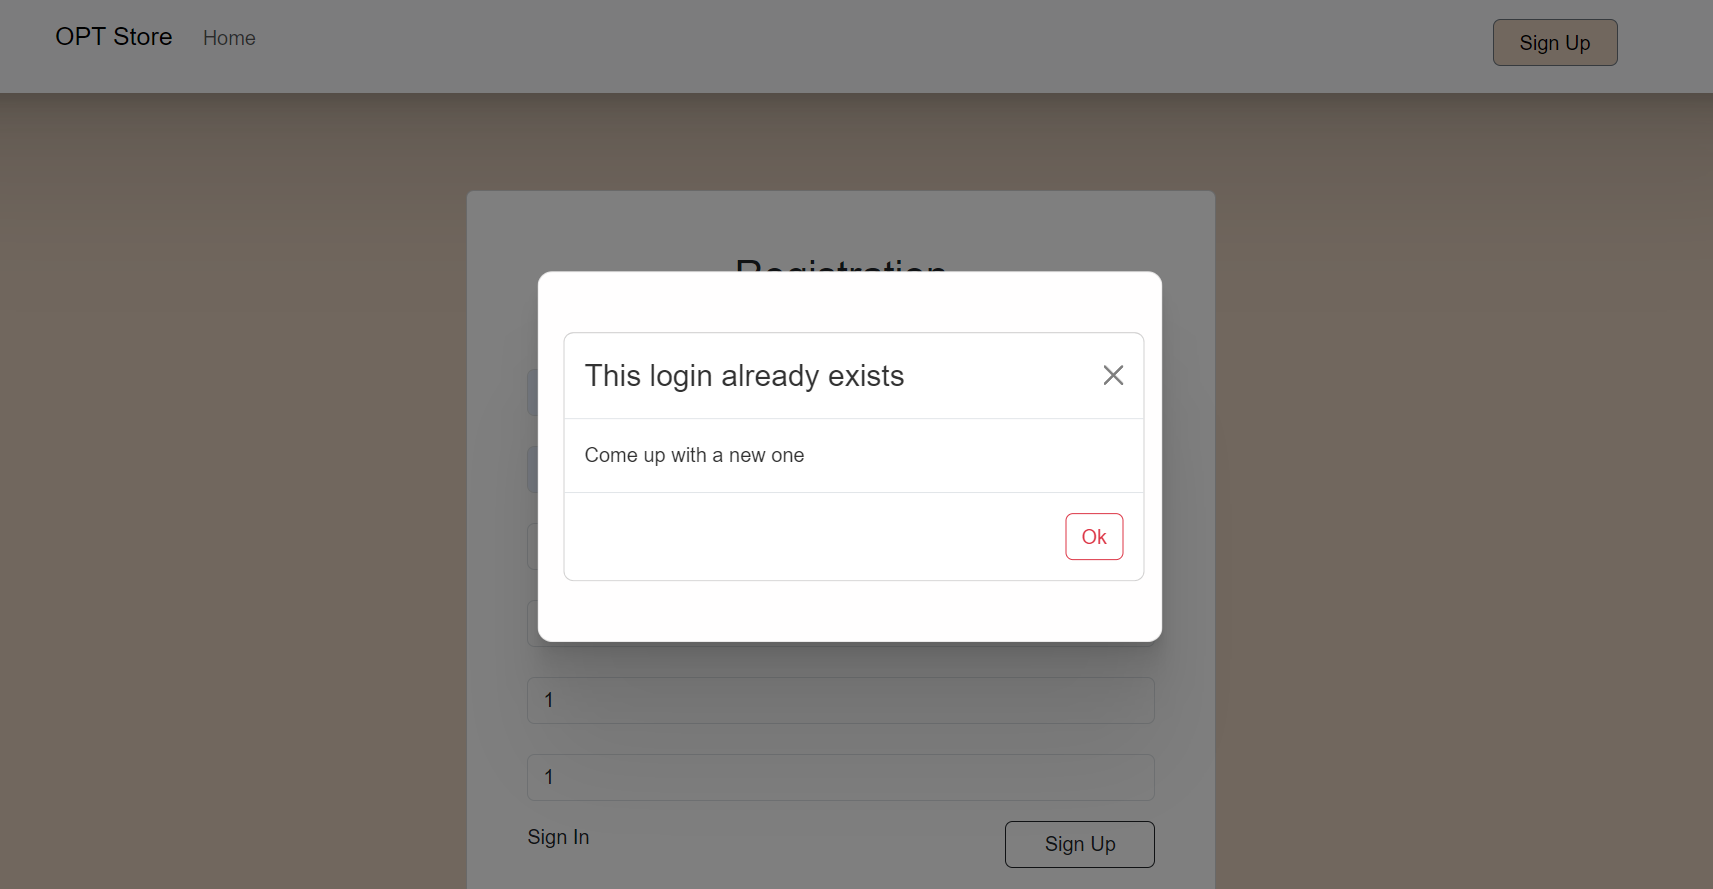 OPT Store Home Sign Up
Registration
This login already exists
Come up with a new one
Ok
1
1
Sign In Sign Up